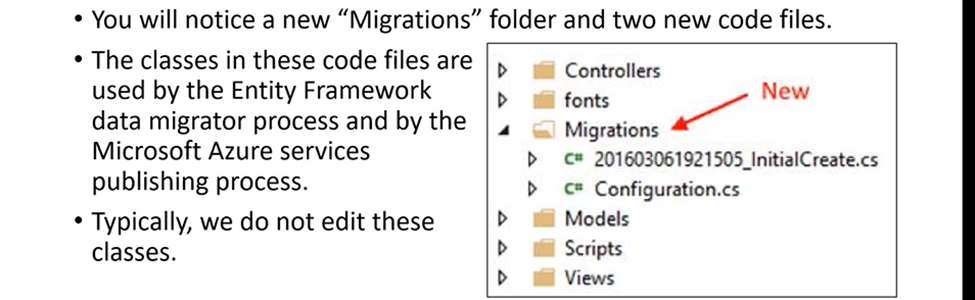 • You will notice a new “Migrations” folder and two new code files.
• The classes in these code files are
used by the Entity Framework
data migrator process and by the
Microsoft Azure services
publishing process.
• Typically, we do not edit these
classes.
Controllers
fonts
New
Migrations
C# 201603061921505_InitialCreate.cs
C# Configuration.cs
Models
Scripts
Views